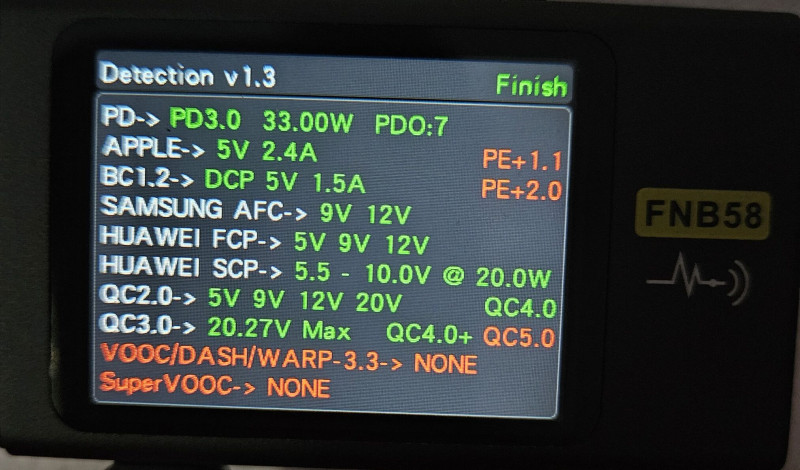 Detection v1.3 Finish
PD-> PD3.0 33.00W PDO:7
APPLE-> 5V 2.4A PE+1.1
BC1.2-> DCP 5V 1.5A PE+2.0
SAMSUNG AFC-> 9V 12V
HUAWEI FCP-> 5V 9V 12V
HUAWEI SCP-> 5.5 - 10.0V @ 20.0W
QC2.0-> 5V 9V 12V 20V QC4.0
QC3.0-> 20.27V Max QC4.0+ QC5.0
VOOC/DASH/WARP-3.3-> NONE
SuperVOOC-> NONE
FNB58